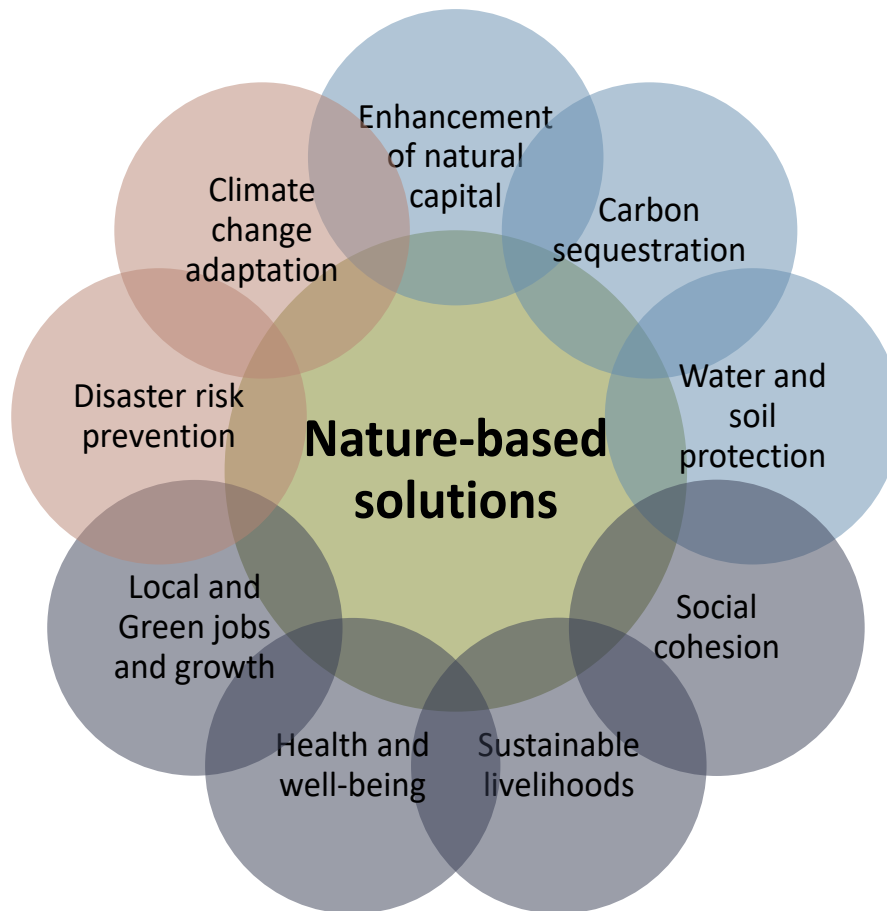 Enhancement
of natural
capital
Carbon
sequestration
Water and
soil
protection
Social
cohesion
Sustainable
livelihoods
Health and
well-being
Local and
Green jobs
and growth
Disaster risk
prevention
Climate
change
adaptation
Nature-based
solutions